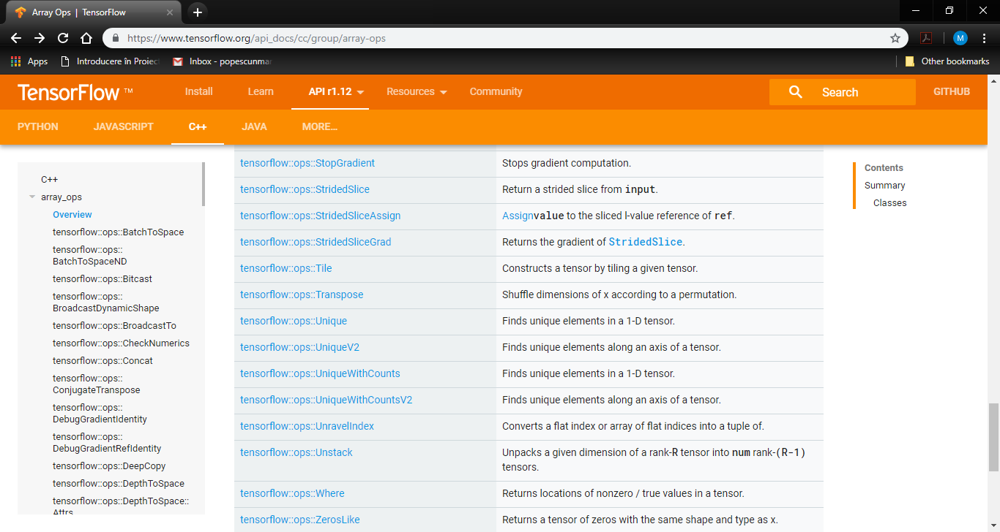 Array Ops | TensorFlow
https://www.tensorflow.org/api_docs/cc/group/array-ops
M
Apps
Introducere în Proiec
Inbox - popescunmar
Other bookmarks
TensorFlow ™
Install
Learn
API r1.12
Resources
Community
Search
GITHUB
PYTHON
JAVASCRIPT
C++
JAVA
MORE...
C++
array_ops
Overview
tensorflow::ops::BatchToSpace
tensorflow::ops::
BatchToSpaceND
tensorflow::ops::Bitcast
tensorflow::ops::
BroadcastDynamicShape
tensorflow::ops::BroadcastTo
tensorflow::ops::CheckNumerics
tensorflow::ops::Concat
tensorflow::ops::
ConjugateTranspose
tensorflow::ops::
DebugGradientIdentity
tensorflow::ops::
DebugGradientRefIdentity
tensorflow::ops::DeepCopy
tensorflow::ops::DepthToSpace
tensorflow::ops::DepthToSpace::
Attrs
tensorflow::ops::StopGradient Stops gradient computation.
tensorflow::ops::StridedSlice Return a strided slice from input.
tensorflow::ops::StridedSliceAssign Assignvalue to the sliced l-value reference of ref.
tensorflow::ops::StridedSliceGrad Returns the gradient of StridedSlice.
tensorflow::ops::Tile Constructs a tensor by tiling a given tensor.
tensorflow::ops::Transpose Shuffle dimensions of x according to a permutation.
tensorflow::ops::Unique Finds unique elements in a 1-D tensor.
tensorflow::ops::UniqueV2 Finds unique elements along an axis of a tensor.
tensorflow::ops::UniqueWithCounts Finds unique elements in a 1-D tensor.
tensorflow::ops::UniqueWithCountsV2 Finds unique elements along an axis of a tensor.
tensorflow::ops::UnravelIndex Converts a flat index or array of flat indices into a tuple of.
tensorflow::ops::Unstack Unpacks a given dimension of a rank-R tensor into num rank-(R-1)
tensors.
tensorflow::ops::Where Returns locations of nonzero / true values in a tensor.
tensorflow::ops::ZerosLike Returns a tensor of zeros with the same shape and type as x.
Contents
Summary
Classes